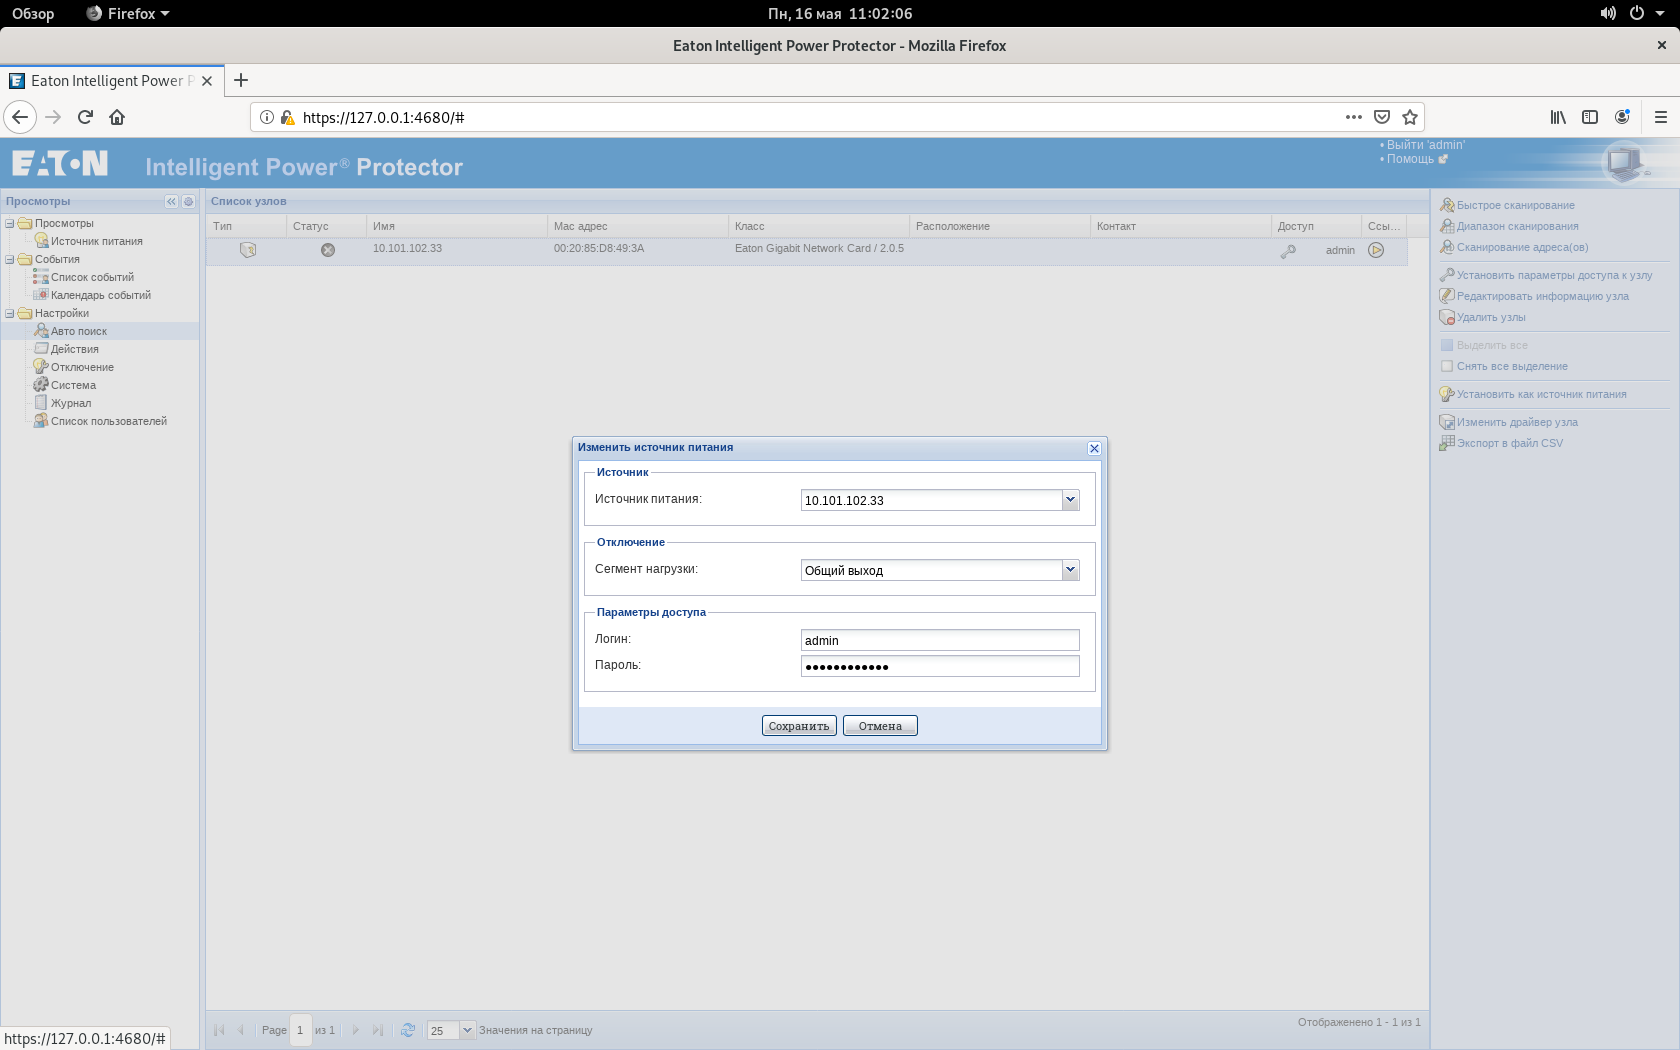 Обзор Firefox Пн, 16 мая 11:02:06
Eaton Intelligent Power Protector - Mozilla Firefox
Eaton Intelligent Power P
https://127.0.0.1:4680/#
EATON Intelligent Power® Protector
• Выйти 'admin'
• Помощь
Просмотры
Просмотры
Источник питания
События
Список событий
Календарь событий
Настройки
Авто поиск
Действия
Отключение
Система
Журнал
Список пользователей
Список узлов
Тип Статус Имя Мас адрес Класс Расположение Контакт Доступ Ссы...
10.101.102.33 00:20:85:D8:49:3A Eaton Gigabit Network Card / 2.0.5 admin
Быстрое сканирование
Диапазон сканирования
Сканирование адреса(ов)
Установить параметры доступа к узлу
Редактировать информацию узла
Удалить узлы
Выделить все
Снять все выделение
Установить как источник питания
Изменить драйвер узла
Экспорт в файл CSV
Изменить источник питания
Источник
Источник питания: 10.101.102.33
Отключение
Сегмент нагрузки: Общий выход
Параметры доступа
Логин: admin
Пароль: ••••••••••••
Сохранить Отмена
Page 1 из 1 25 Значения на страницу
Отображенено 1 - 1 из 1
https://127.0.0.1:4680/#